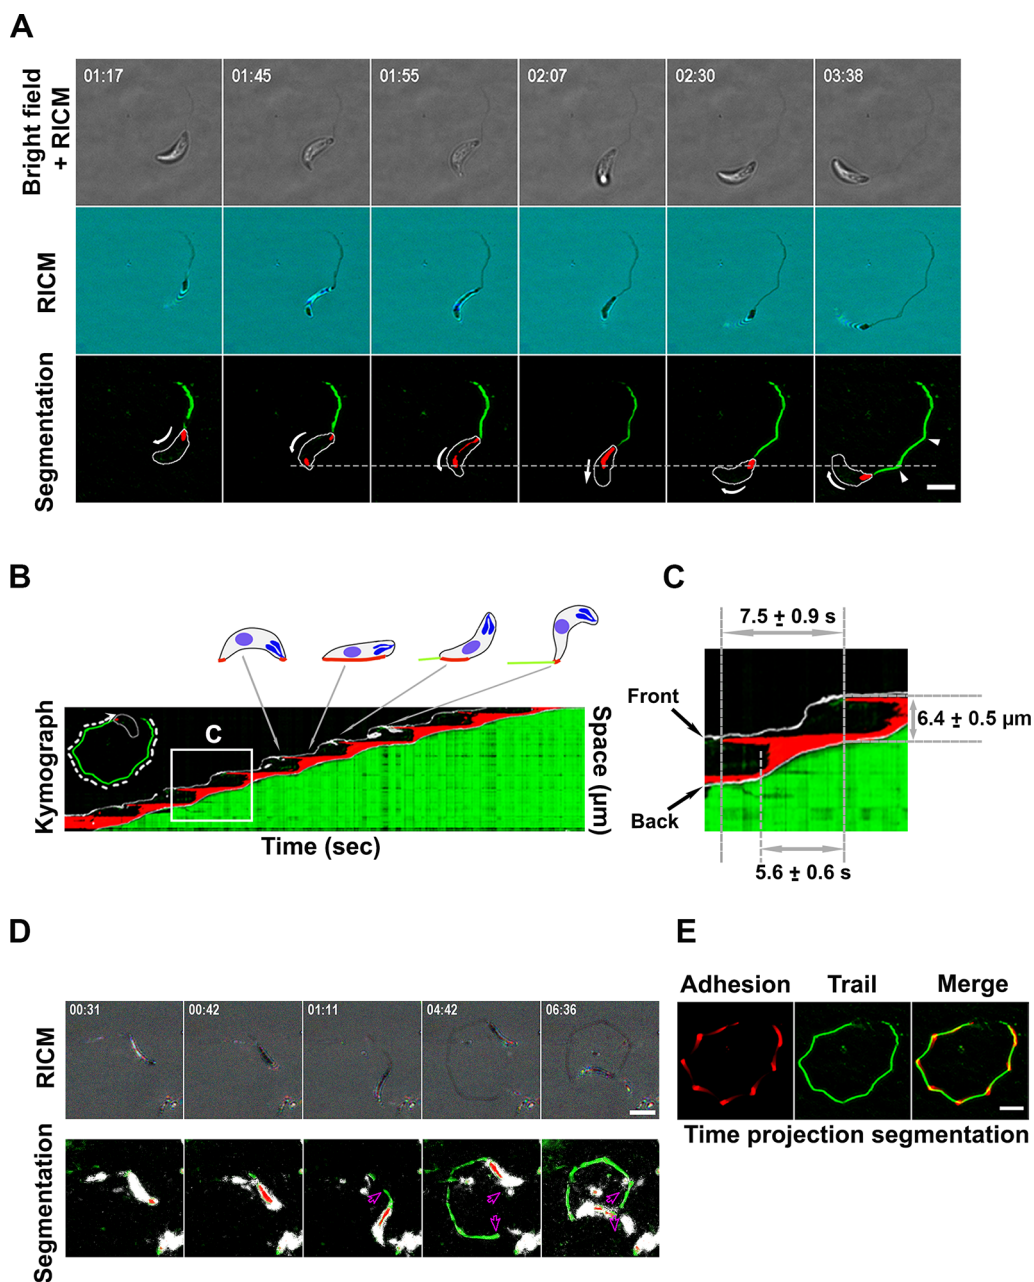 A
Bright field
+ RICM
01:17
01:45
01:55
02:07
02:30
03:38
RICM
Segmentation
B
Kymograph
C
Space (µm)
Time (sec)
C
7.5 ± 0.9 s
Front
6.4 ± 0.5 µm
Back
5.6 ± 0.6 s
D
RICM
00:31
00:42
01:11
04:42
06:36
Segmentation
E
Adhesion
Trail
Merge
Time projection segmentation